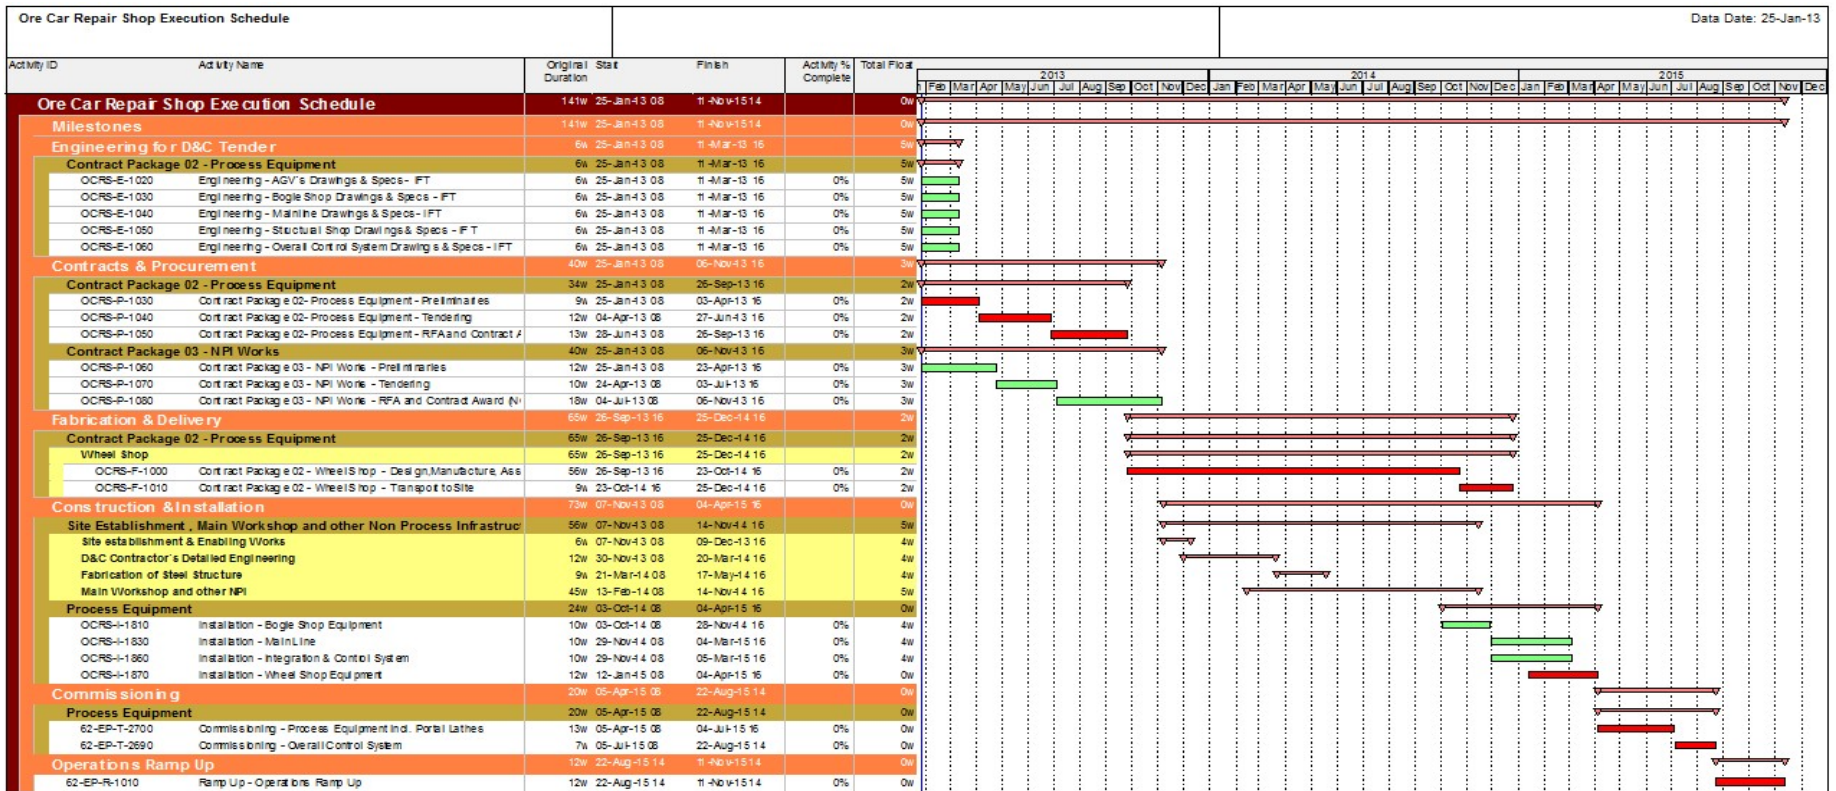 Ore Car Repair Shop Execution Schedule Data Date: 25-Jan-13
Activity ID Activity Name Original Duration Start Finish Activity % Complete Total Float
2013 2014 2015
Feb Mar Apr May Jun Jul Aug Sep Oct Nov Dec Jan Feb Mar Apr May Jun Jul Aug Sep Oct Nov Dec Jan Feb Mar Apr May Jun Jul Aug Sep Oct Nov Dec
Ore Car Repair Shop Execution Schedule 141w 25-Jan-13 08 11-Nov-15 14 0w
Milestones 141w 25-Jan-13 08 11-Nov-15 14 0w
Engineering for D&C Tender 6w 25-Jan-13 08 11-Mar-13 16 5w
Contract Package 02 - Process Equipment 6w 25-Jan-13 08 11-Mar-13 16 5w
OCRS-E-1020 Engineering - AGV's Drawings & Specs - IFT 6w 25-Jan-13 08 11-Mar-13 16 0% 5w
OCRS-E-1030 Engineering - Bogie Shop Drawings & Specs - IFT 6w 25-Jan-13 08 11-Mar-13 16 0% 5w
OCRS-E-1040 Engineering - Mainline Drawings & Specs - IFT 6w 25-Jan-13 08 11-Mar-13 16 0% 5w
OCRS-E-1050 Engineering - Stuctural Shop Drawings & Specs - IFT 6w 25-Jan-13 08 11-Mar-13 16 0% 5w
OCRS-E-1060 Engineering - Overall Control System Drawings & Specs - IFT 6w 25-Jan-13 08 11-Mar-13 16 0% 5w
Contracts & Procurement 40w 25-Jan-13 08 06-Nov-13 16 3w
Contract Package 02 - Process Equipment 34w 25-Jan-13 08 26-Sep-13 16 2w
OCRS-P-1030 Contract Package 02- Process Equipment - Preliminaries 9w 25-Jan-13 08 03-Apr-13 16 0% 2w
OCRS-P-1040 Contract Package 02- Process Equipment - Tendering 12w 04-Apr-13 08 27-Jun-13 16 0% 2w
OCRS-P-1050 Contract Package 02- Process Equipment - RFA and Contract A 13w 28-Jun-13 08 26-Sep-13 16 0% 2w
Contract Package 03 - NPI Works 40w 25-Jan-13 08 06-Nov-13 16 3w
OCRS-P-1060 Contract Package 03 - NPI Works - Preliminaries 12w 25-Jan-13 08 23-Apr-13 16 0% 3w
OCRS-P-1070 Contract Package 03 - NPI Works - Tendering 10w 24-Apr-13 08 03-Jul-13 16 0% 3w
OCRS-P-1080 Contract Package 03 - NPI Works - RFA and Contract Award (N 18w 04-Jul-13 08 06-Nov-13 16 0% 3w
Fabrication & Delivery 65w 26-Sep-13 16 25-Dec-14 16 2w
Contract Package 02 - Process Equipment 65w 26-Sep-13 16 25-Dec-14 16 2w
Wheel Shop 65w 26-Sep-13 16 25-Dec-14 16 2w
OCRS-F-1000 Contract Package 02 - Wheel Shop - Design,Manufacture, Ass 56w 26-Sep-13 16 23-Oct-14 16 0% 2w
OCRS-F-1010 Contract Package 02 - Wheel Shop - Transport to Site 9w 23-Oct-14 16 25-Dec-14 16 0% 2w
Construction & Installation 73w 07-Nov-13 08 04-Apr-15 16 0w
Site Establishment , Main Workshop and other Non Process Infrastruc 56w 07-Nov-13 08 14-Nov-14 16 5w
Site establishment & Enabling Works 6w 07-Nov-13 08 09-Dec-13 16 4w
D&C Contractor's Detailed Engineering 12w 30-Nov-13 08 20-Mar-14 16 4w
Fabrication of Steel Structure 9w 21-Mar-14 08 17-May-14 16 4w
Main Workshop and other NPI 45w 13-Feb-14 08 14-Nov-14 16 5w
Process Equipment 24w 03-Oct-14 08 04-Apr-15 16 0w
OCRS-I-1810 Installation - Bogie Shop Equipment 10w 03-Oct-14 08 28-Nov-14 16 0% 4w
OCRS-I-1830 Installation - Main Line 10w 29-Nov-14 08 04-Mar-15 16 0% 4w
OCRS-I-1860 Installation - Integration & Control System 10w 29-Nov-14 08 05-Mar-15 16 0% 4w
OCRS-I-1870 Installation - Wheel Shop Equipment 12w 12-Jan-15 08 04-Apr-15 16 0% 0w
Commissioning 20w 05-Apr-15 08 22-Aug-15 14 0w
Process Equipment 20w 05-Apr-15 08 22-Aug-15 14 0w
62-EP-T-2700 Commissioning - Process Equipment Incl. Portal Lathes 13w 05-Apr-15 08 04-Jul-15 16 0% 0w
62-EP-T-2690 Commissioning - Overall Control System 7w 05-Jul-15 08 22-Aug-15 14 0% 0w
Operations Ramp Up 12w 22-Aug-15 14 11-Nov-15 14 0w
62-EP-R-1010 Ramp Up - Operations Ramp Up 12w 22-Aug-15 14 11-Nov-15 14 0% 0w